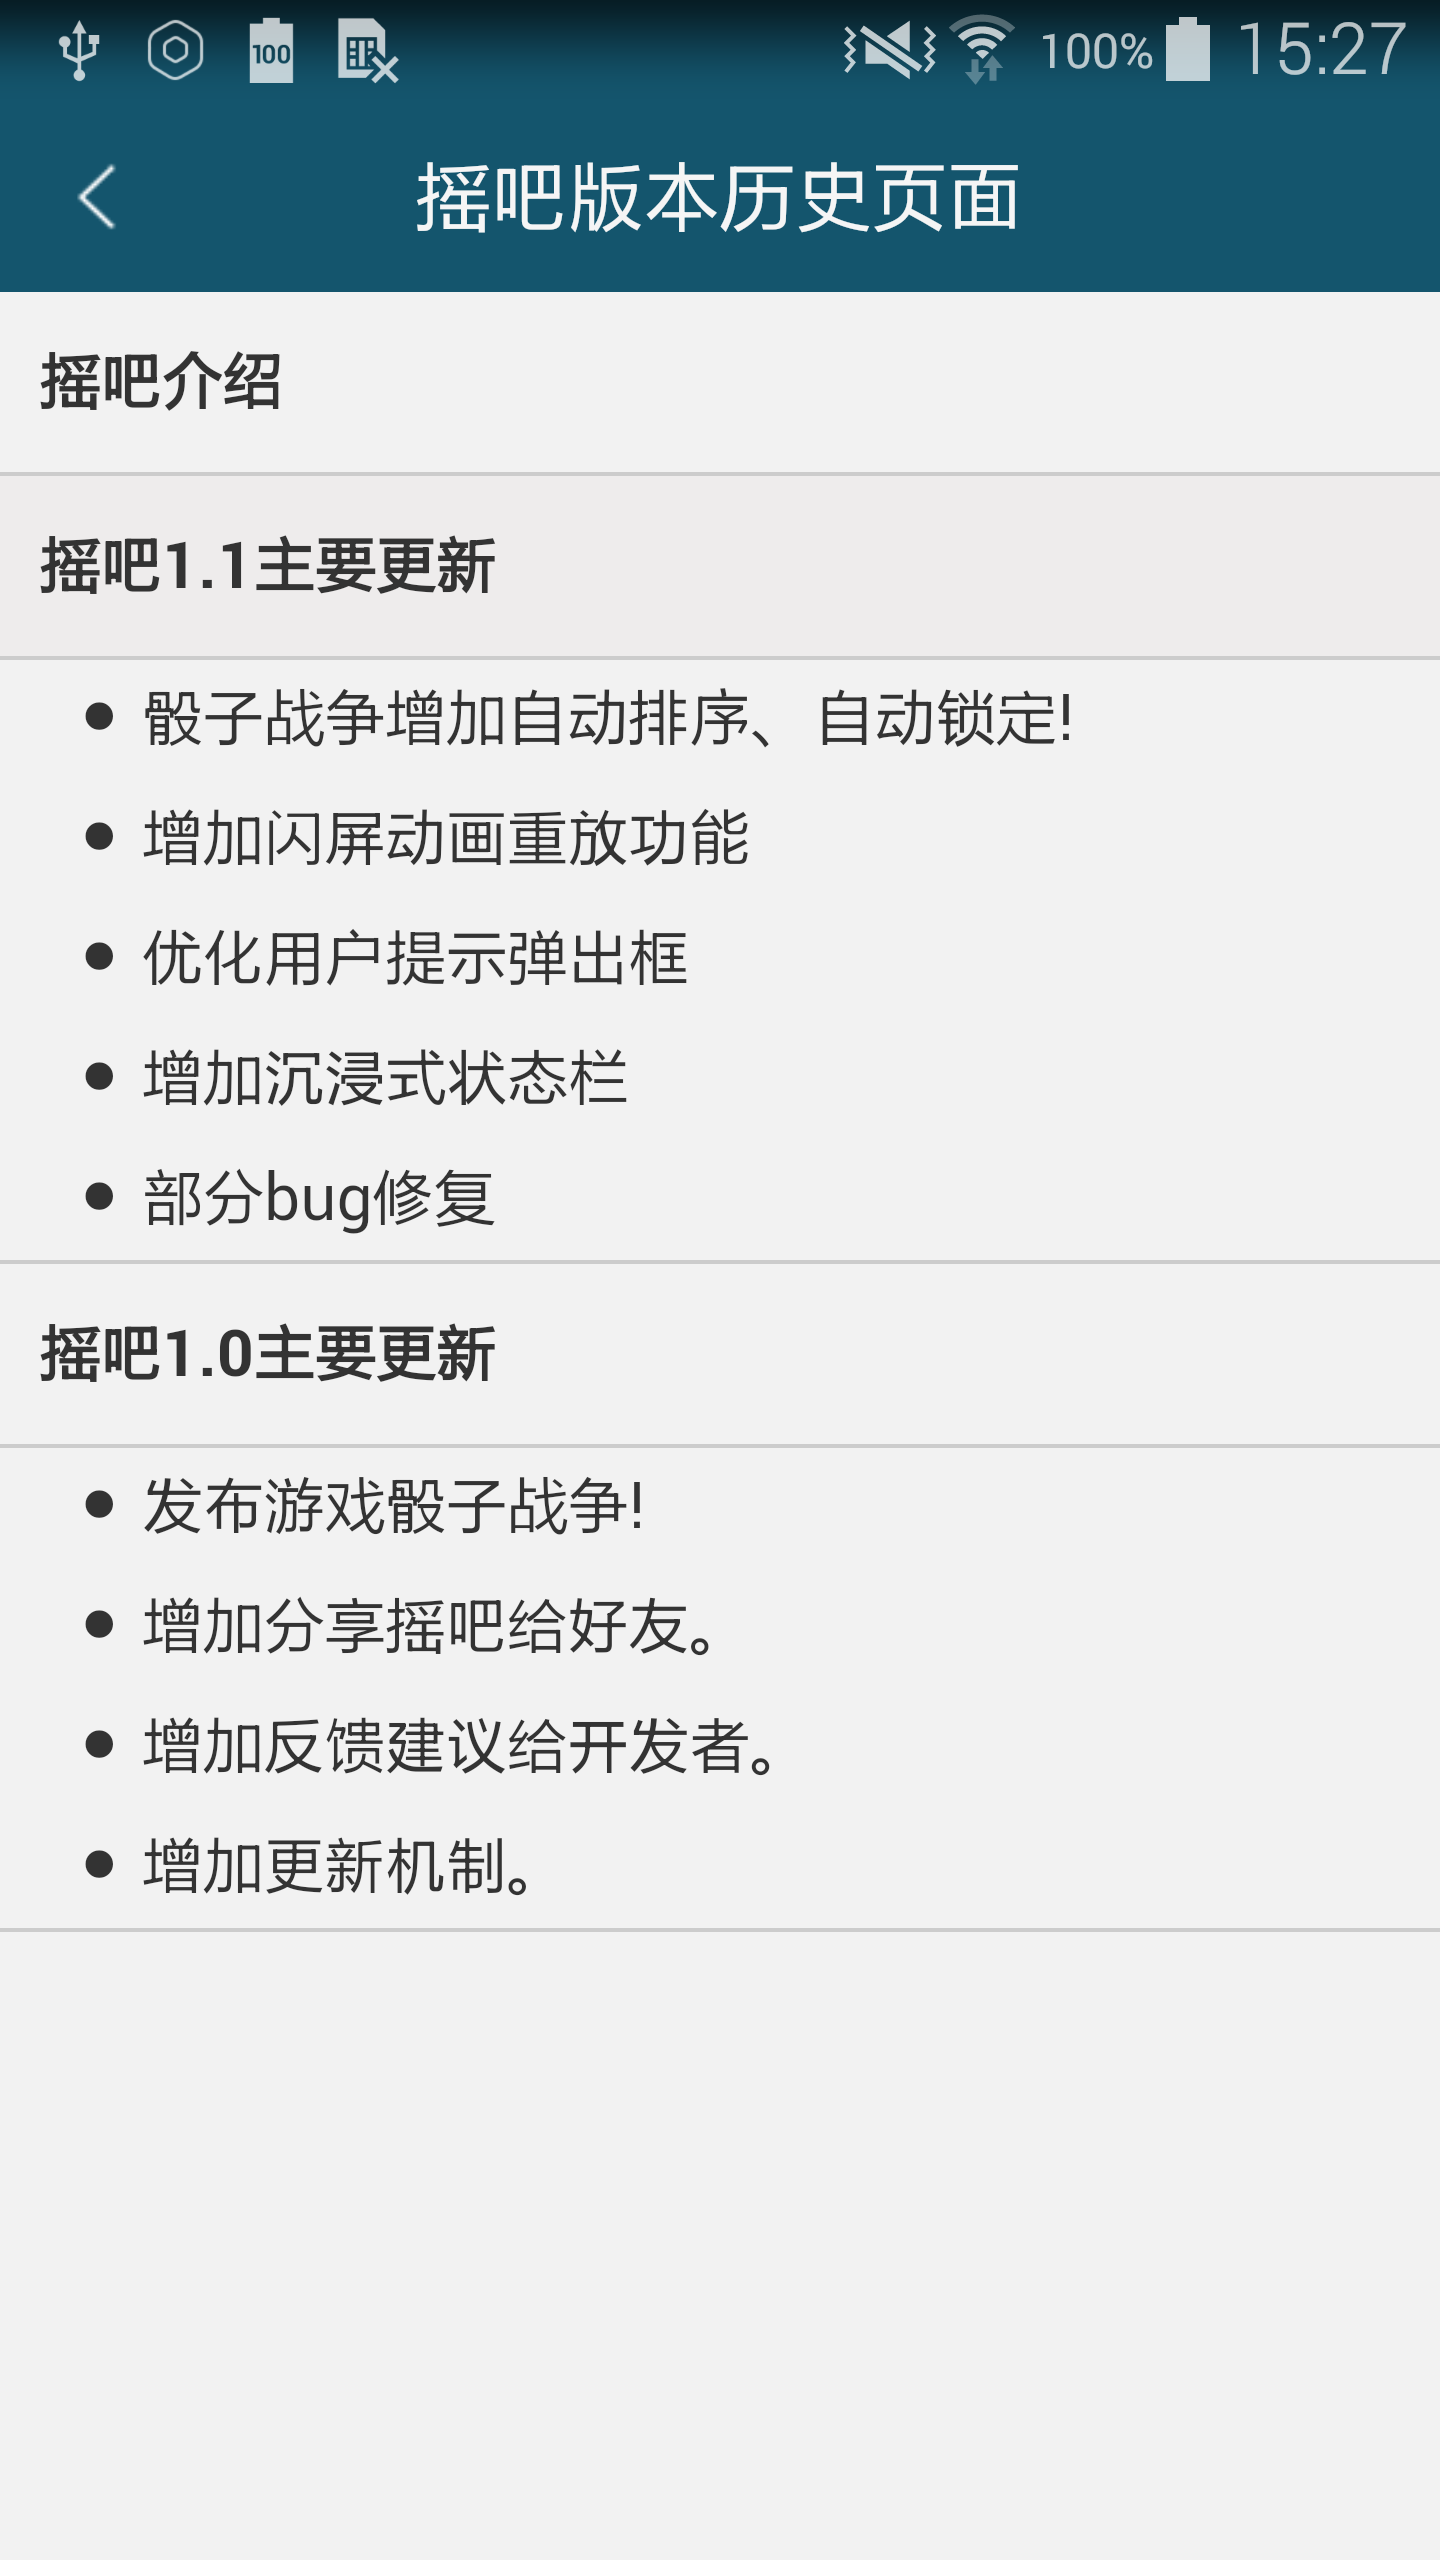 100
100%
15:27
摇吧版本历史页面
摇吧介绍
摇吧1.1主要更新
骰子战争增加自动排序、自动锁定!
增加闪屏动画重放功能
优化用户提示弹出框
增加沉浸式状态栏
部分bug修复
摇吧1.0主要更新
发布游戏骰子战争!
增加分享摇吧给好友。
增加反馈建议给开发者。
增加更新机制。